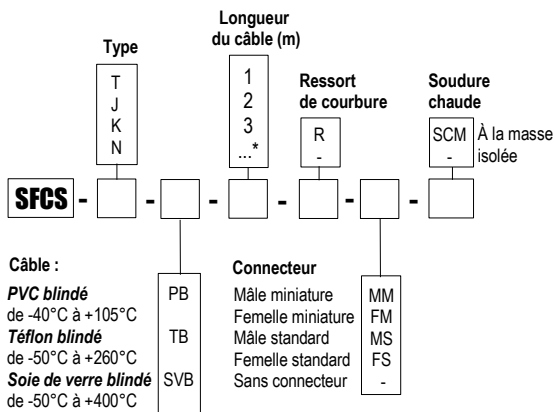 Longueur
du câble (m)
Type
T
J
K
N
1
2
3
...*
Ressort
de courbure
R
-
Soudure
chaude
SCM À la masse
- isolée
SFCS - - - - - -
Câble :
PVC blindé PB
de -40°C à +105°C
Téflon blindé TB
de -50°C à +260°C
Soie de verre blindé SVB
de -50°C à +400°C
Connecteur
Mâle miniature MM
Femelle miniature FM
Mâle standard MS
Femelle standard FS
Sans connecteur -